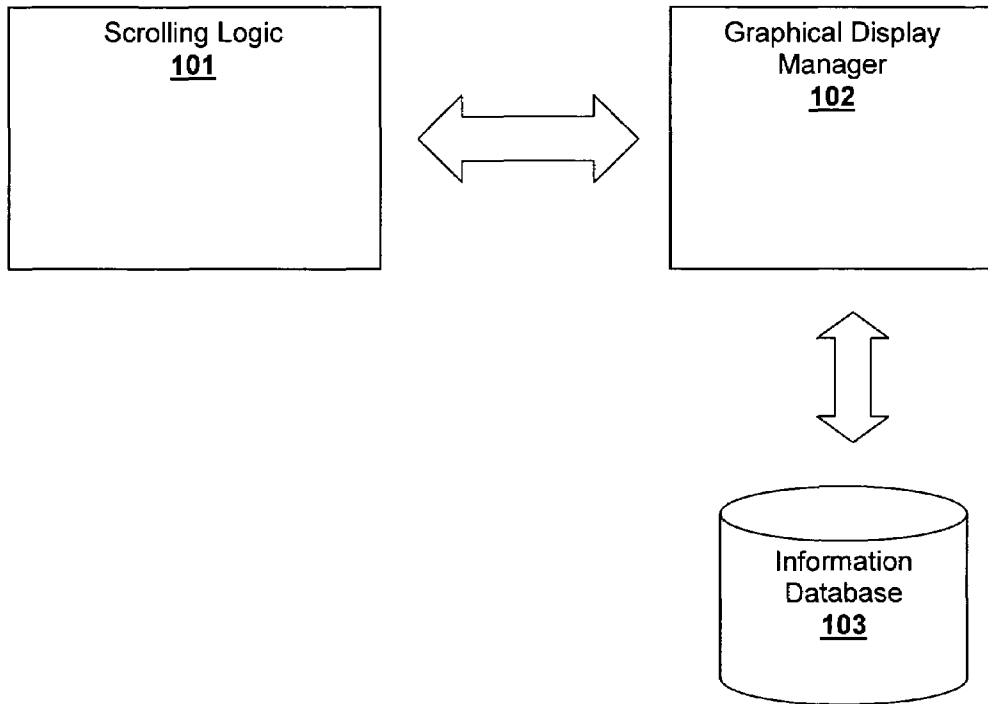 Scrolling Logic
101
Graphical Display
Manager
102
Information
Database
103